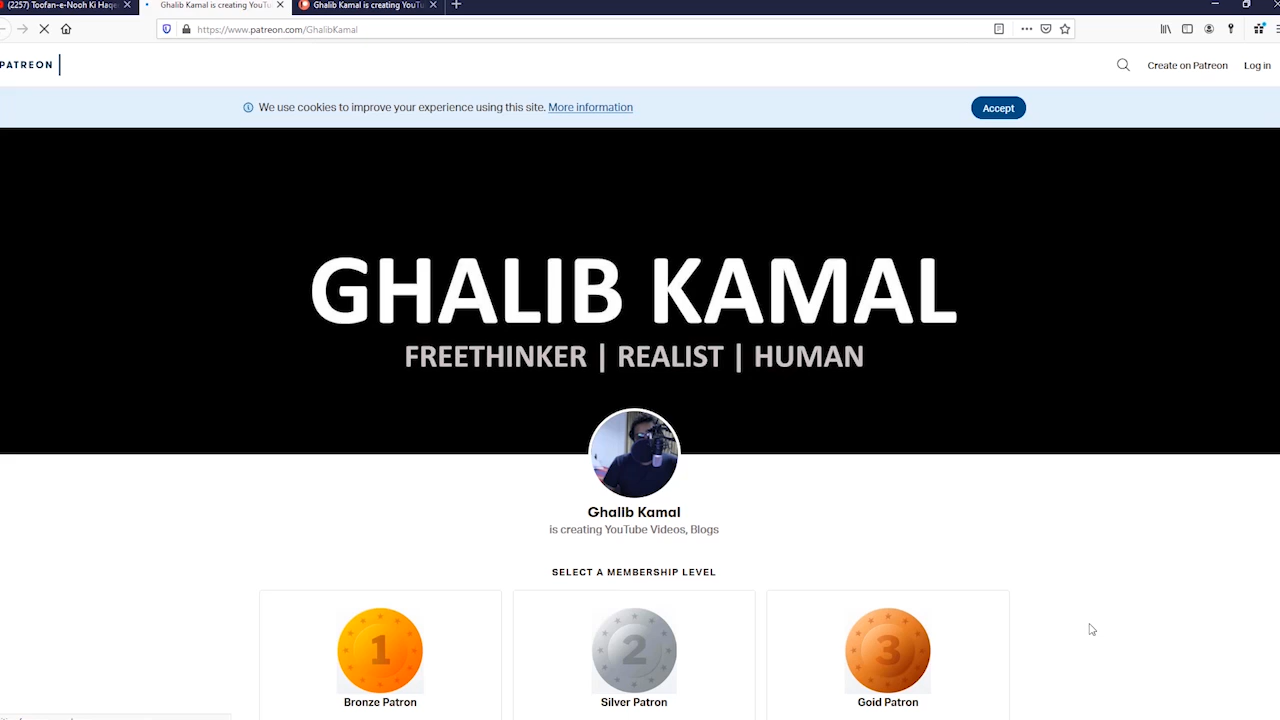 (2257) Toofan-e-Nooh Ki Haqe
Ghalib Kamal is creating YouTu
Ghalib Kamal is creating YouTu
https://www.patreon.com/GhalibKamal
PATREON
Create on Patreon
Log in
We use cookies to improve your experience using this site. More information
Accept
GHALIB KAMAL
FREETHINKER | REALIST | HUMAN
Ghalib Kamal
is creating YouTube Videos, Blogs
SELECT A MEMBERSHIP LEVEL
1
2
3
Bronze Patron
Silver Patron
Gold Patron